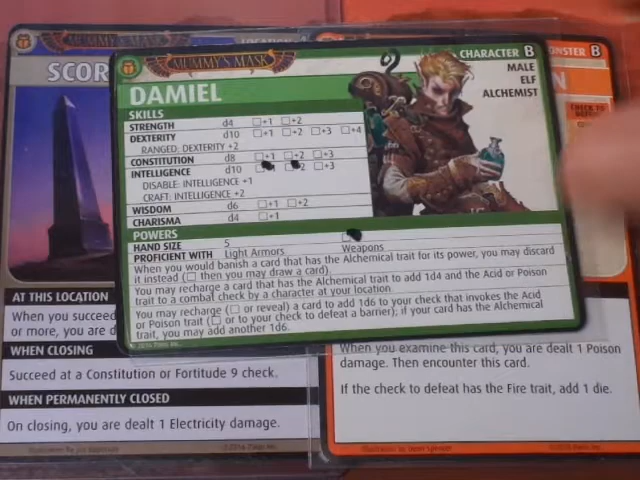 LOCATION
MUMMY'S MASK
SCOR
AT THIS LOCATION
When you succeed
or more, you are d
WHEN CLOSING
Succeed at a Constitution or Fortitude 9 check.
WHEN PERMANENTLY CLOSED
On closing, you are dealt 1 Electricity damage.
MUMMY'S MASK
CHARACTER B
DAMIEL
MALE
ELF
ALCHEMIST
SKILLS
STRENGTH d4 □+1 □+2
DEXTERITY d10 □+1 □+2 □+3 □+4
RANGED: DEXTERITY +2
CONSTITUTION d8 □+1 □+2 □+3
INTELLIGENCE d10 □+1 □+2 □+3
DISABLE: INTELLIGENCE +1
CRAFT: INTELLIGENCE +2
WISDOM d6 □+1 □+2
CHARISMA d4 □+1
POWERS
HAND SIZE 5
PROFICIENT WITH Light Armors □ Weapons
When you would banish a card that has the Alchemical trait for its power, you may discard
it instead (□ then you may draw a card).
You may recharge a card that has the Alchemical trait to add 1d4 and the Acid or Poison
trait to a combat check by a character at your location.
You may recharge (□ or reveal) a card to add 1d6 to your check that invokes the Acid
or Poison trait (□ or to your check to defeat a barrier); if your card has the Alchemical
trait, you may add another 1d6.
MONSTER B
N
CHECK TO
DEFEAT
When you examine this card, you are dealt 1 Poison
damage. Then encounter this card.
If the check to defeat has the Fire trait, add 1 die.